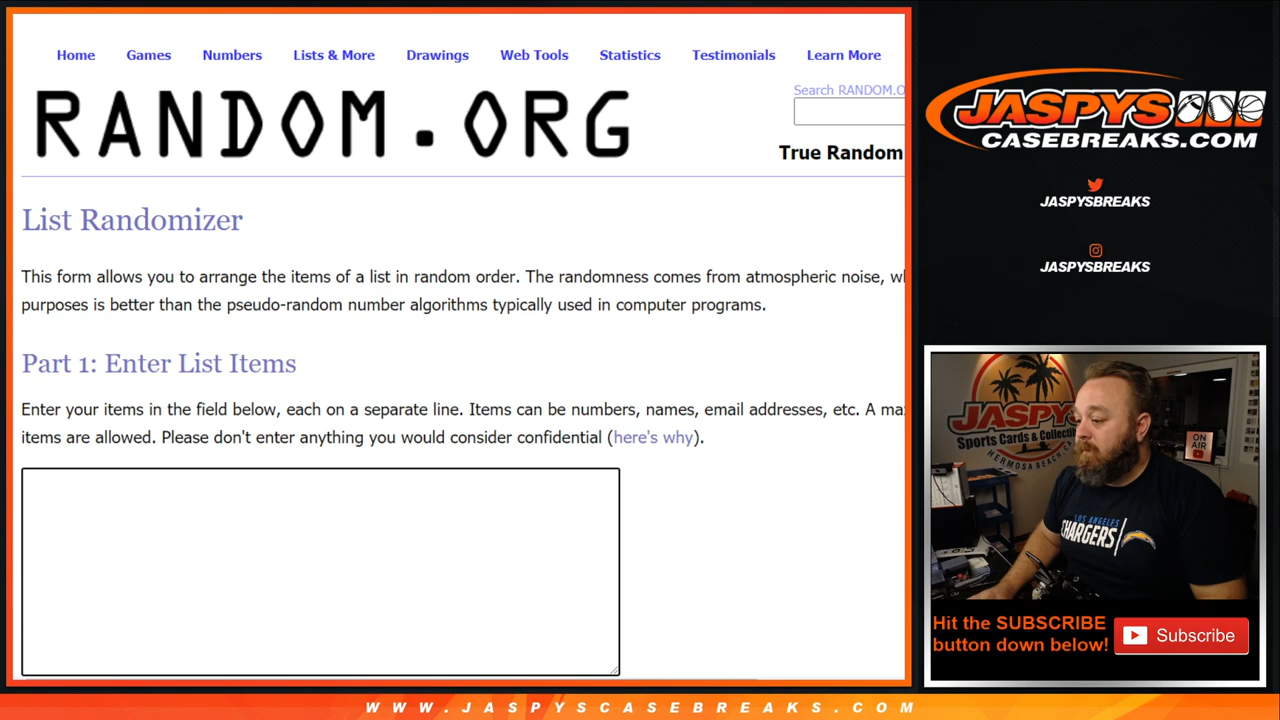 Home Games Numbers Lists & More Drawings Web Tools Statistics Testimonials Learn More
RANDOM.ORG
Search RANDOM.O
True Random
List Randomizer
This form allows you to arrange the items of a list in random order. The randomness comes from atmospheric noise, wh
purposes is better than the pseudo-random number algorithms typically used in computer programs.
Part 1: Enter List Items
Enter your items in the field below, each on a separate line. Items can be numbers, names, email addresses, etc. A ma
items are allowed. Please don't enter anything you would consider confidential (here's why).
JASPYS
CASEBREAKS.COM
JASPYSBREAKS
JASPYSBREAKS
JASPYS
Sports Cards & Collectib
HERMOSA BEACH, CA
ON
AIR
LOS ANGELES
CHARGERS
Hit the SUBSCRIBE
button down below!
Subscribe
WWW.JASPYSCASEBREAKS.COM